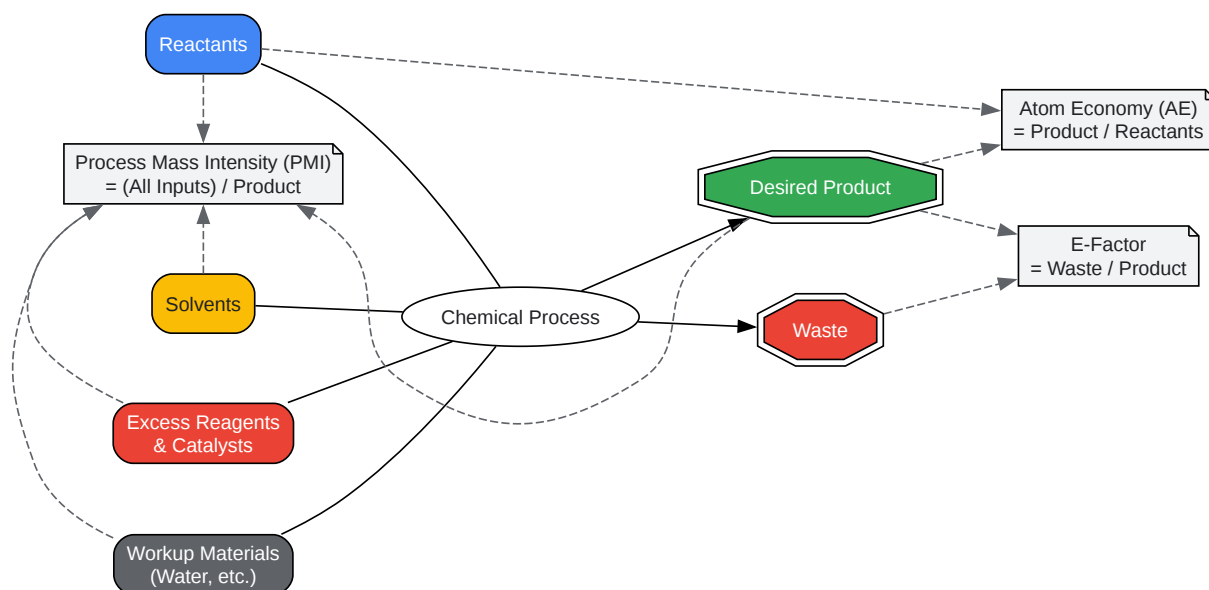 Reactants
Atom Economy (AE)
= Product / Reactants
Process Mass Intensity (PMI)
= (All Inputs) / Product
Desired Product
E-Factor
= Waste / Product
Solvents
Chemical Process
Waste
Excess Reagents
& Catalysts
Workup Materials
(Water, etc.)